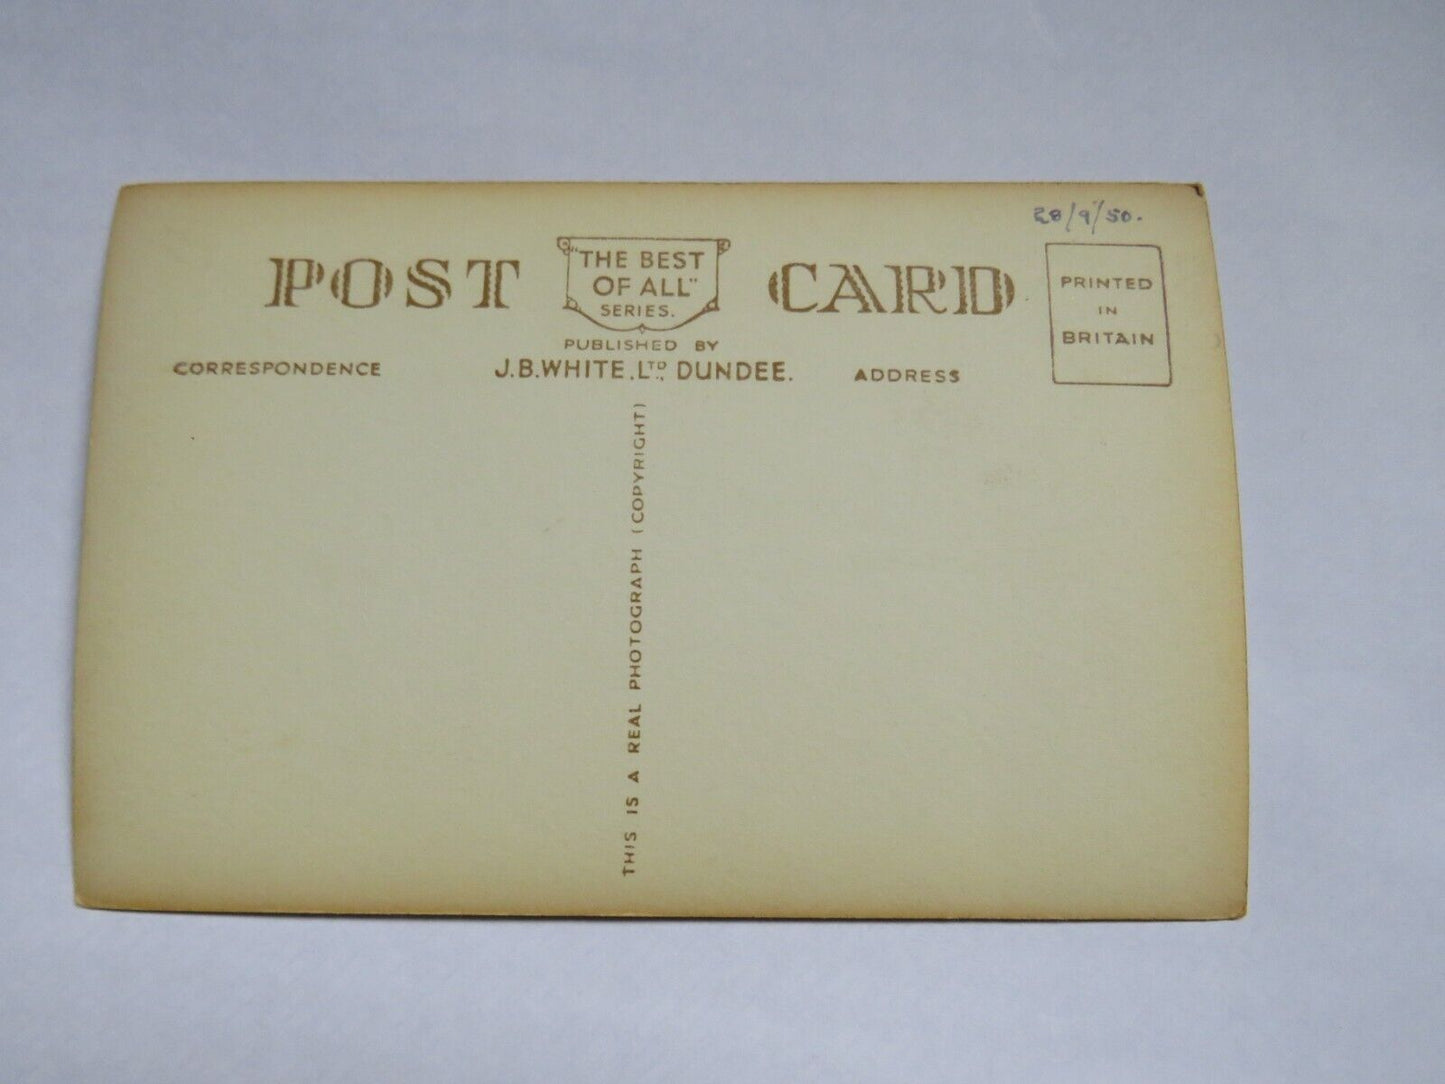 28/9/50.
POST CARD
"THE BEST
OF ALL"
SERIES.
PUBLISHED BY
J.B.WHITE.LTD., DUNDEE.
CORRESPONDENCE
ADDRESS
PRINTED
IN
BRITAIN
THIS IS A REAL PHOTOGRAPH (COPYRIGHT)